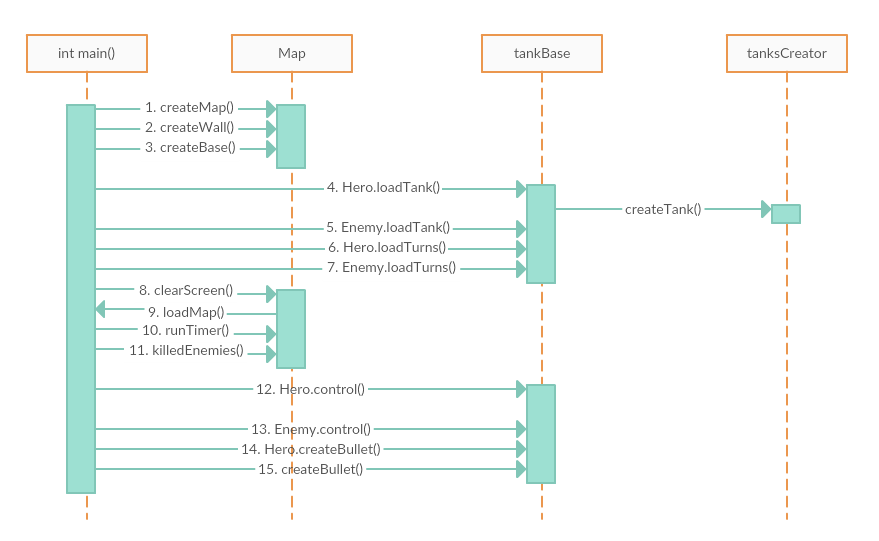 int main()
Map
tankBase
tanksCreator
1. createMap()
2. createWall()
3. createBase()
4. Hero.loadTank()
createTank()
5. Enemy.loadTank()
6. Hero.loadTurns()
7. Enemy.loadTurns()
8. clearScreen()
9. loadMap()
10. runTimer()
11. killedEnemies()
12. Hero.control()
13. Enemy.control()
14. Hero.createBullet()
15. createBullet()